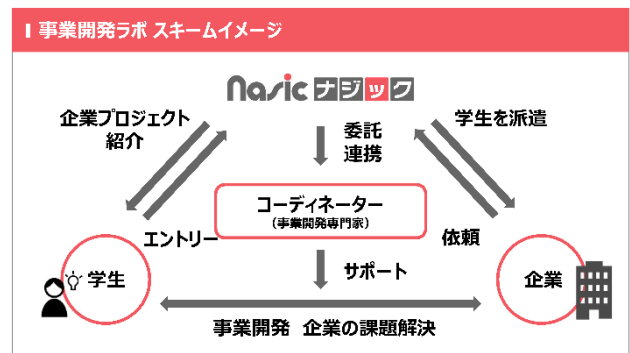 事業開発ラボ スキームイメージ
Nasic ナジック
企業プロジェクト
紹介
委託
連携
学生を派遣
コーディネーター
(事業開発専門家)
エントリー
依頼
学生
サポート
企業
事業開発 企業の課題解決